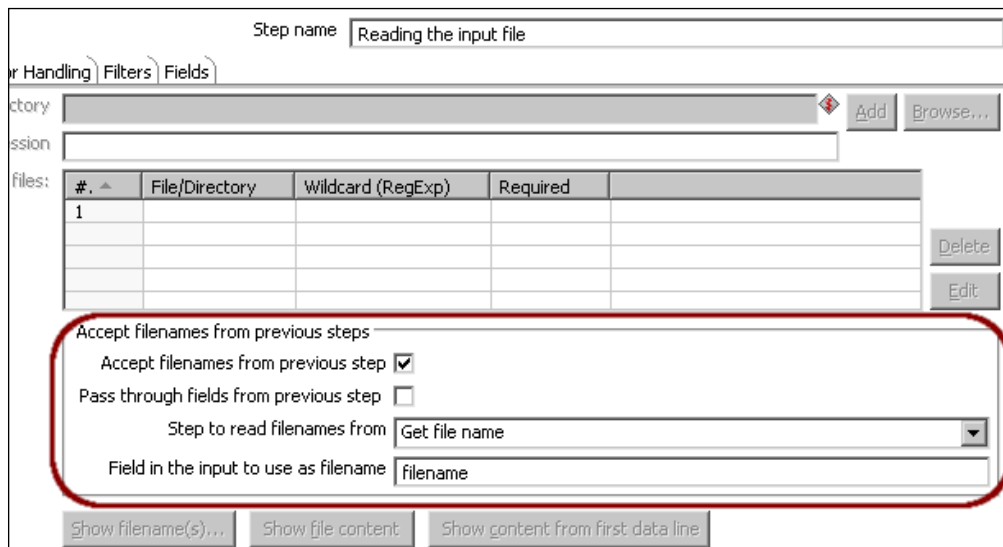 Step name Reading the input file
or Handling Filters Fields
ctory Add Browse...
ssion
files: #. File/Directory Wildcard (RegExp) Required
1
Delete
Edit
Accept filenames from previous steps
Accept filenames from previous step
Pass through fields from previous step
Step to read filenames from Get file name
Field in the input to use as filename filename
Show filename(s)... Show file content Show content from first data line